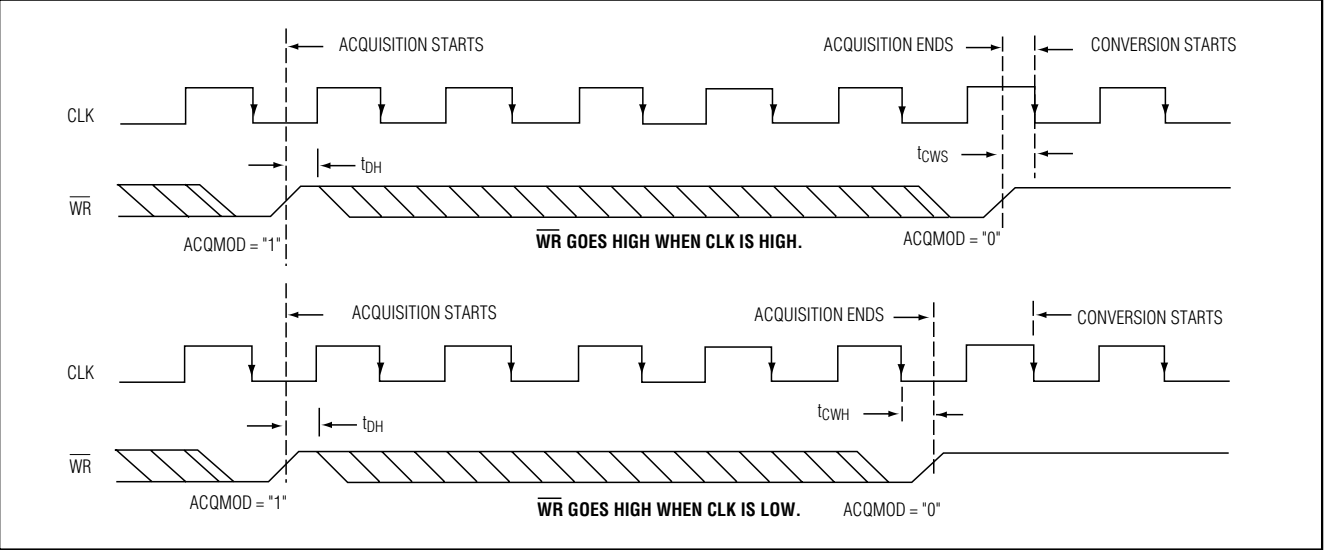 ACQUISITION STARTS
ACQUISITION ENDS
CONVERSION STARTS
CLK
tDH
tCWS
WR
ACQMOD = "1"
WR GOES HIGH WHEN CLK IS HIGH.
ACQMOD = "0"
ACQUISITION STARTS
ACQUISITION ENDS
CONVERSION STARTS
CLK
tDH
tCWH
WR
ACQMOD = "1"
WR GOES HIGH WHEN CLK IS LOW.
ACQMOD = "0"